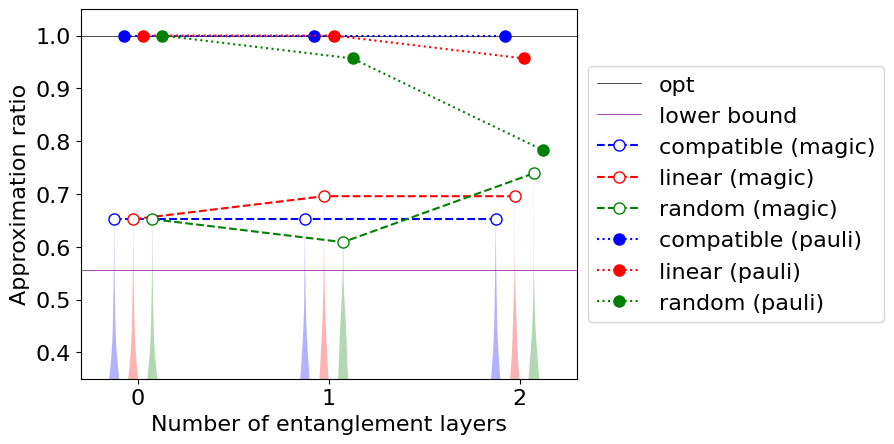 Approximation ratio
1.0
0.9
0.8
0.7
0.6
0.5
0.4
0
1
2
Number of entanglement layers
opt
lower bound
compatible (magic)
linear (magic)
random (magic)
compatible (pauli)
linear (pauli)
random (pauli)